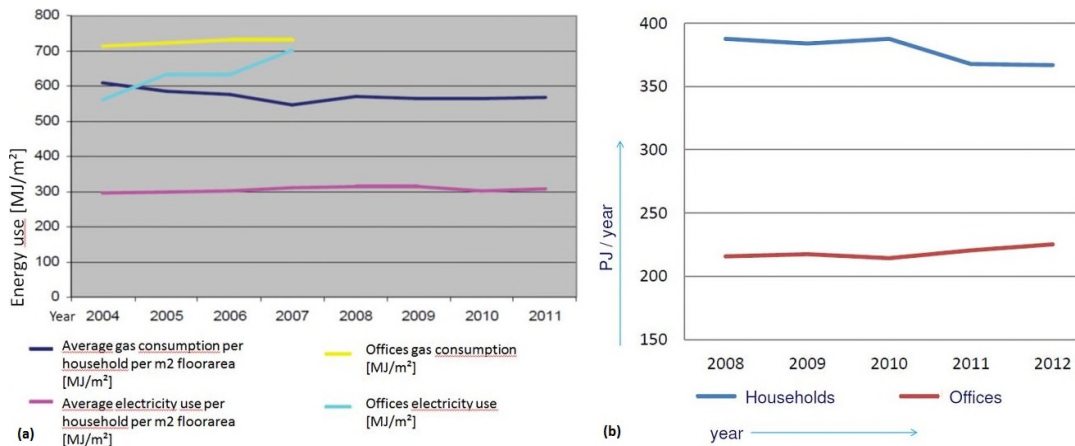 800
700
600
500
400
300
200
100
0
Energy use [MJ/m²]
Year 2004 2005 2006 2007 2008 2009 2010 2011
Average gas consumption per
household per m2 floorarea
[MJ/m²]
Offices gas consumption
[MJ/m²]
Average electricity use per
household per m2 floorarea
[MJ/m²]
Offices electricity use
[MJ/m²]
(a)
400
350
300
250
200
150
PJ / year
2008 2009 2010 2011 2012
Households Offices
year
(b)